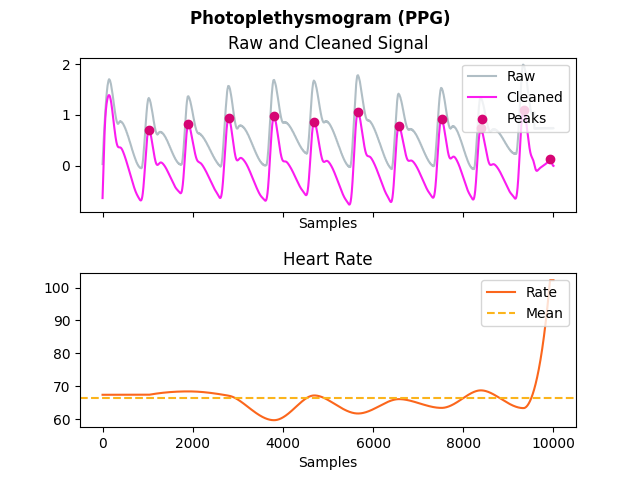 Photoplethysmogram (PPG)
Raw and Cleaned Signal
2
1
0
Raw
Cleaned
Peaks
Samples
Heart Rate
100
90
80
70
60
Rate
Mean
0
2000
4000
6000
8000
10000
Samples